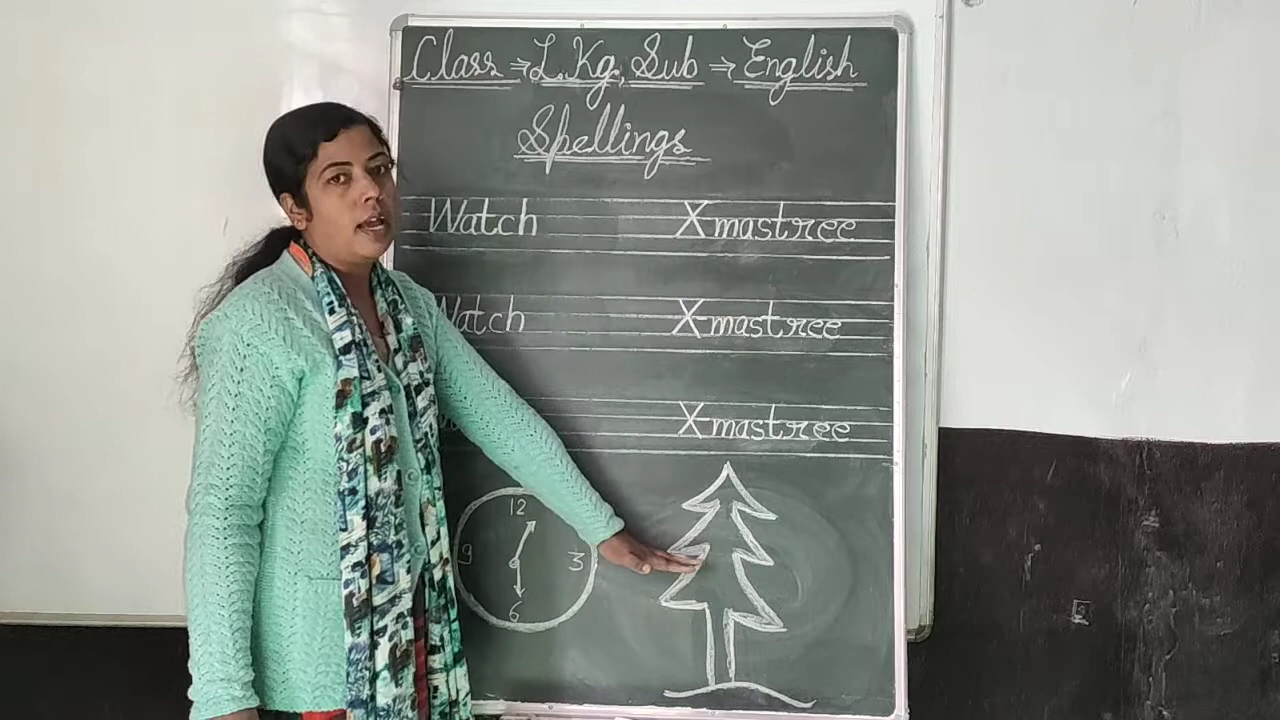 Class ⇒ L.Kg, Sub ⇒ English
Spellings
Watch Xmastree
Watch Xmastree
Xmastree
12
9 3
6